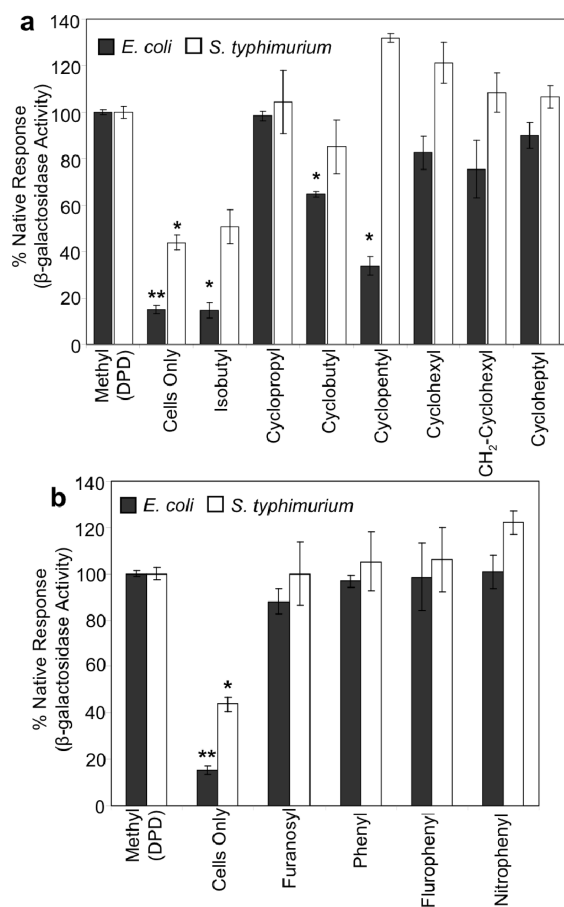 a
E. coli S. typhimurium
% Native Response
(β-galactosidase Activity)
140
120
100
80
60
40
20
0
**
*
*
*
*
Methyl
(DPD)
Cells Only
Isobutyl
Cyclopropyl
Cyclobutyl
Cyclopentyl
Cyclohexyl
CH2-Cyclohexyl
Cycloheptyl
b
E. coli S. typhimurium
% Native Response
(β-galactosidase Activity)
140
120
100
80
60
40
20
0
**
*
Methyl
(DPD)
Cells Only
Furanosyl
Phenyl
Flurophenyl
Nitrophenyl